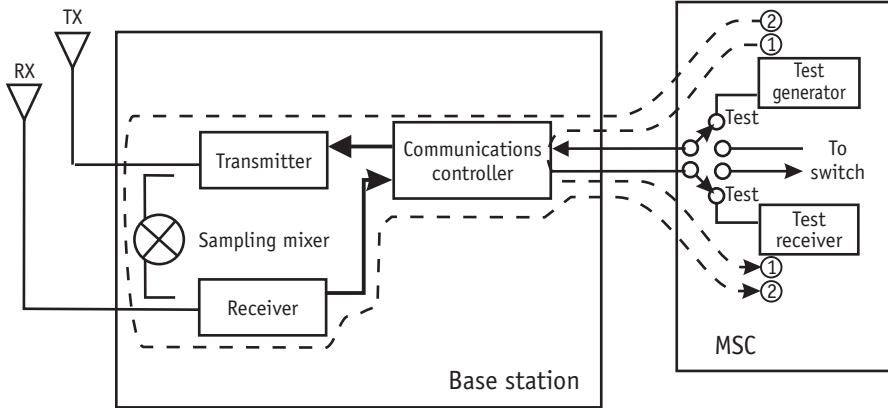 TX
RX
②
①
Test
generator
Test
Transmitter
Communications
controller
To
switch
Test
Sampling mixer
Test
receiver
①
②
Receiver
MSC
Base station